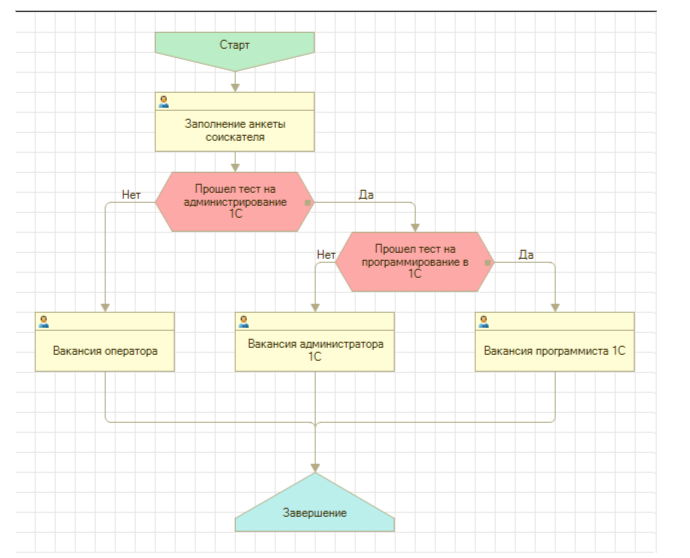 Старт
Заполнение анкеты
соискателя
Нет
Прошел тест на
администрирование
1С
Да
Нет
Прошел тест на
программирование в
1С
Да
Вакансия оператора
Вакансия администратора
1С
Вакансия программиста 1С
Завершение